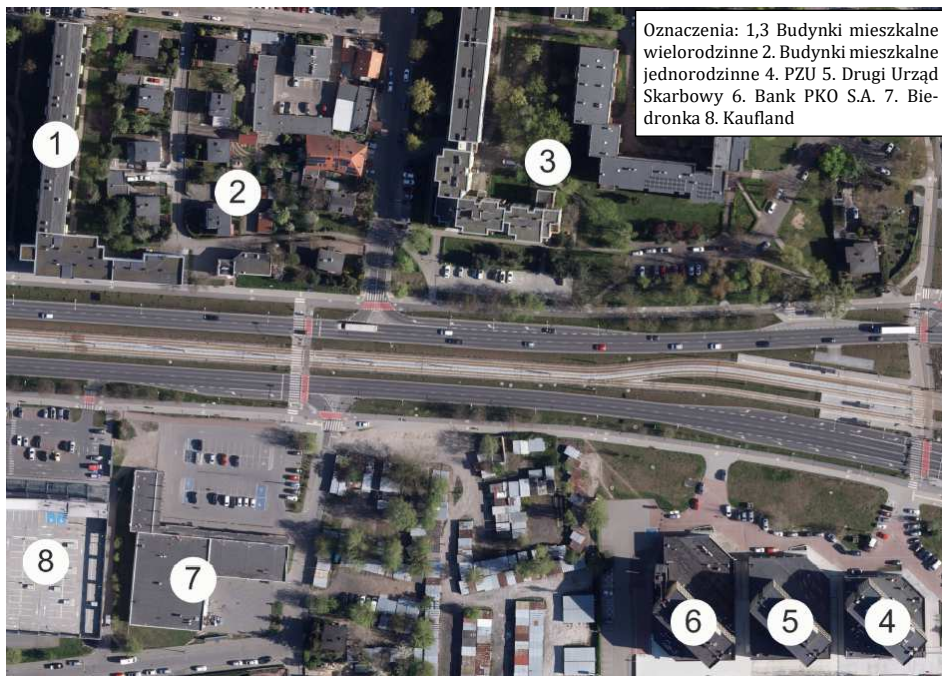 Oznaczenia: 1,3 Budynki mieszkalne
wielorodzinne 2. Budynki mieszkalne
jednorodzinne 4. PZU 5. Drugi Urząd
Skarbowy 6. Bank PKO S.A. 7. Bie-
dronka 8. Kaufland
1
2
3
8
7
6
5
4